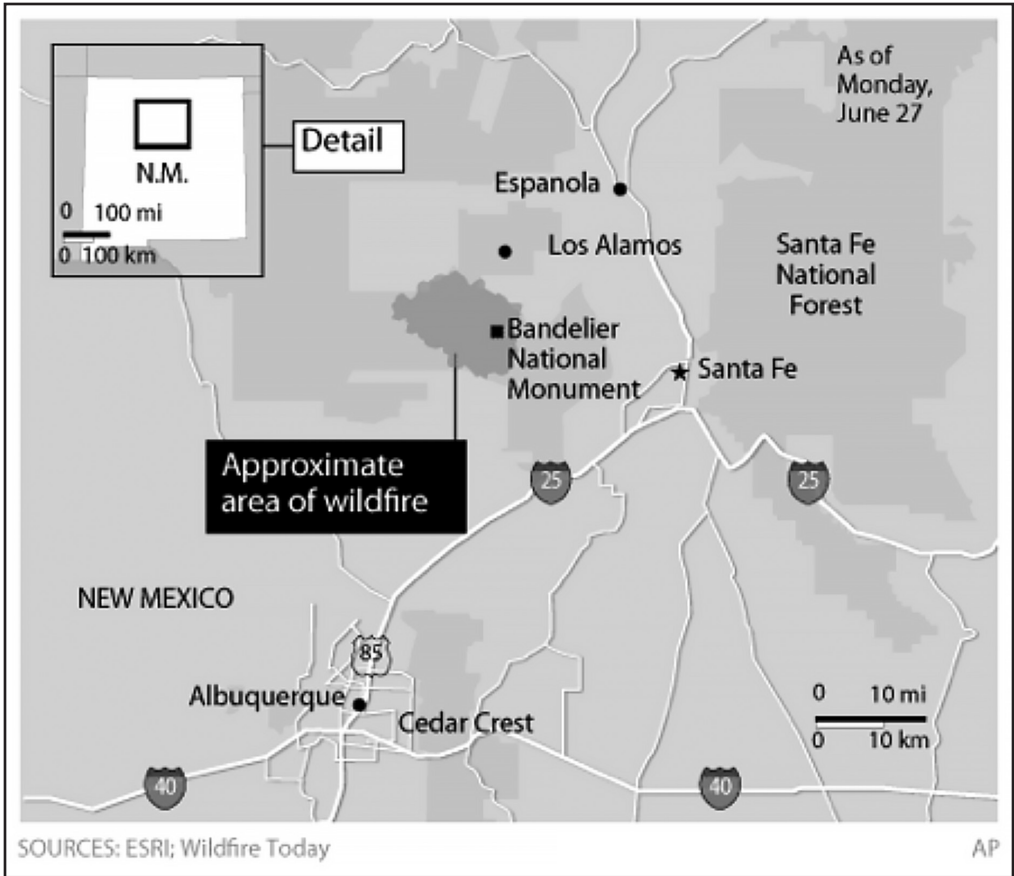 As of
Monday,
June 27
Detail
N.M.
0 100 mi
0 100 km
Espanola
Los Alamos
Santa Fe
National
Forest
Bandelier
National
Monument
Santa Fe
Approximate
area of wildfire
25
25
NEW MEXICO
85
Albuquerque
Cedar Crest
0 10 mi
0 10 km
40
40
SOURCES: ESRI; Wildfire Today
AP